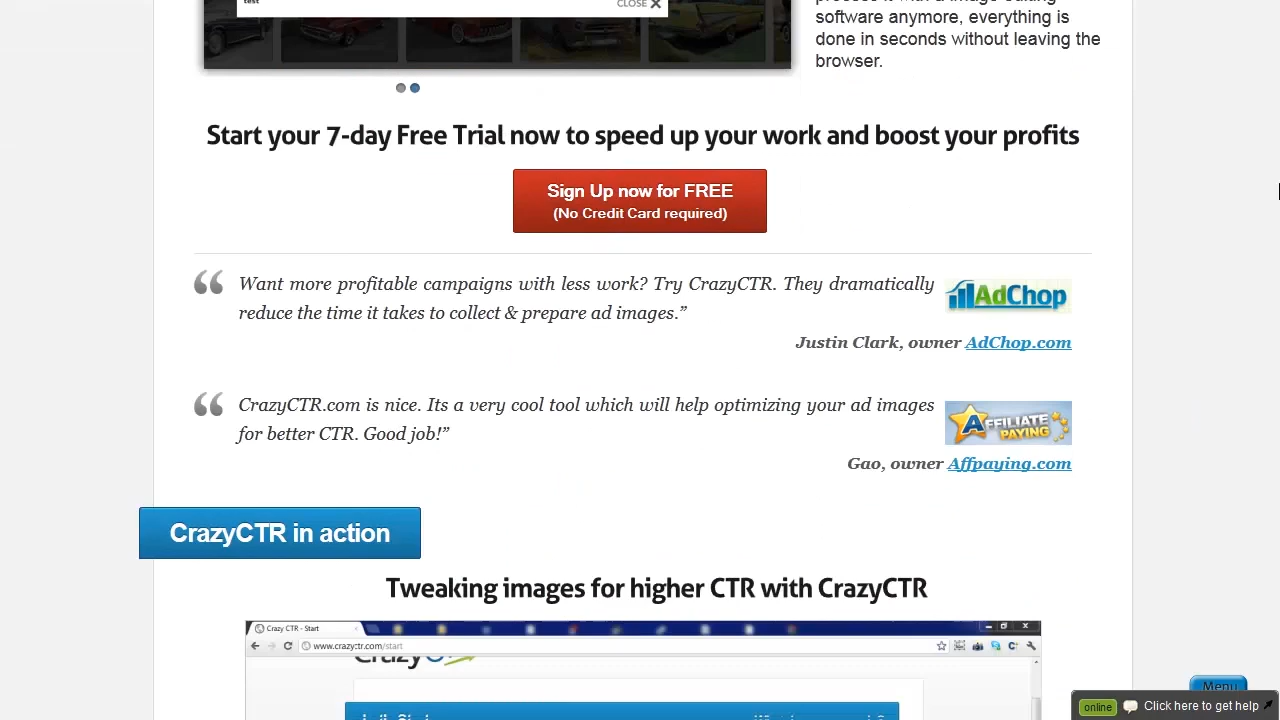 test
CLOSE
software anymore, everything is
done in seconds without leaving the
browser.
Start your 7-day Free Trial now to speed up your work and boost your profits
Sign Up now for FREE
(No Credit Card required)
Want more profitable campaigns with less work? Try CrazyCTR. They dramatically
reduce the time it takes to collect & prepare ad images.”
AdChop
Justin Clark, owner AdChop.com
CrazyCTR.com is nice. Its a very cool tool which will help optimizing your ad images
for better CTR. Good job!”
AFFILIATE
PAYING
Gao, owner Affpaying.com
CrazyCTR in action
Tweaking images for higher CTR with CrazyCTR
Crazy CTR - Start
www.crazyctr.com/start
Menu
online
Click here to get help